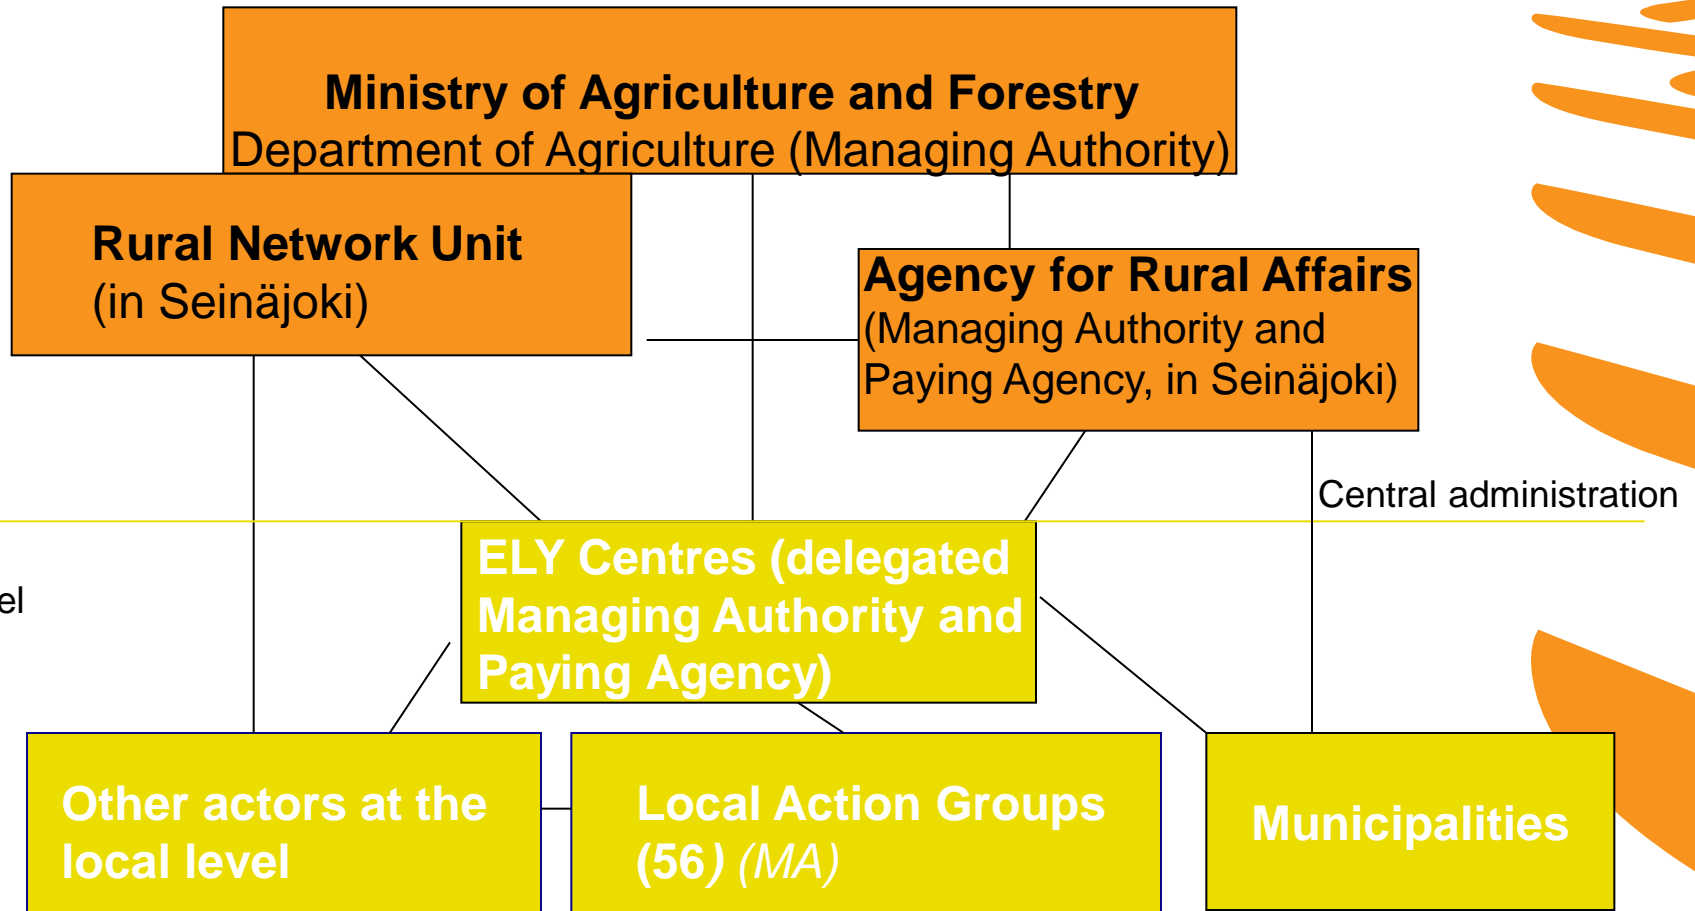 Ministry of Agriculture and Forestry
Department of Agriculture (Managing Authority)
Rural Network Unit
(in Seinäjoki)
Agency for Rural Affairs
(Managing Authority and
Paying Agency, in Seinäjoki)
Central administration
ELY Centres (delegated
Managing Authority and
Paying Agency)
el
Other actors at the
local level
Local Action Groups
(56) (MA)
Municipalities